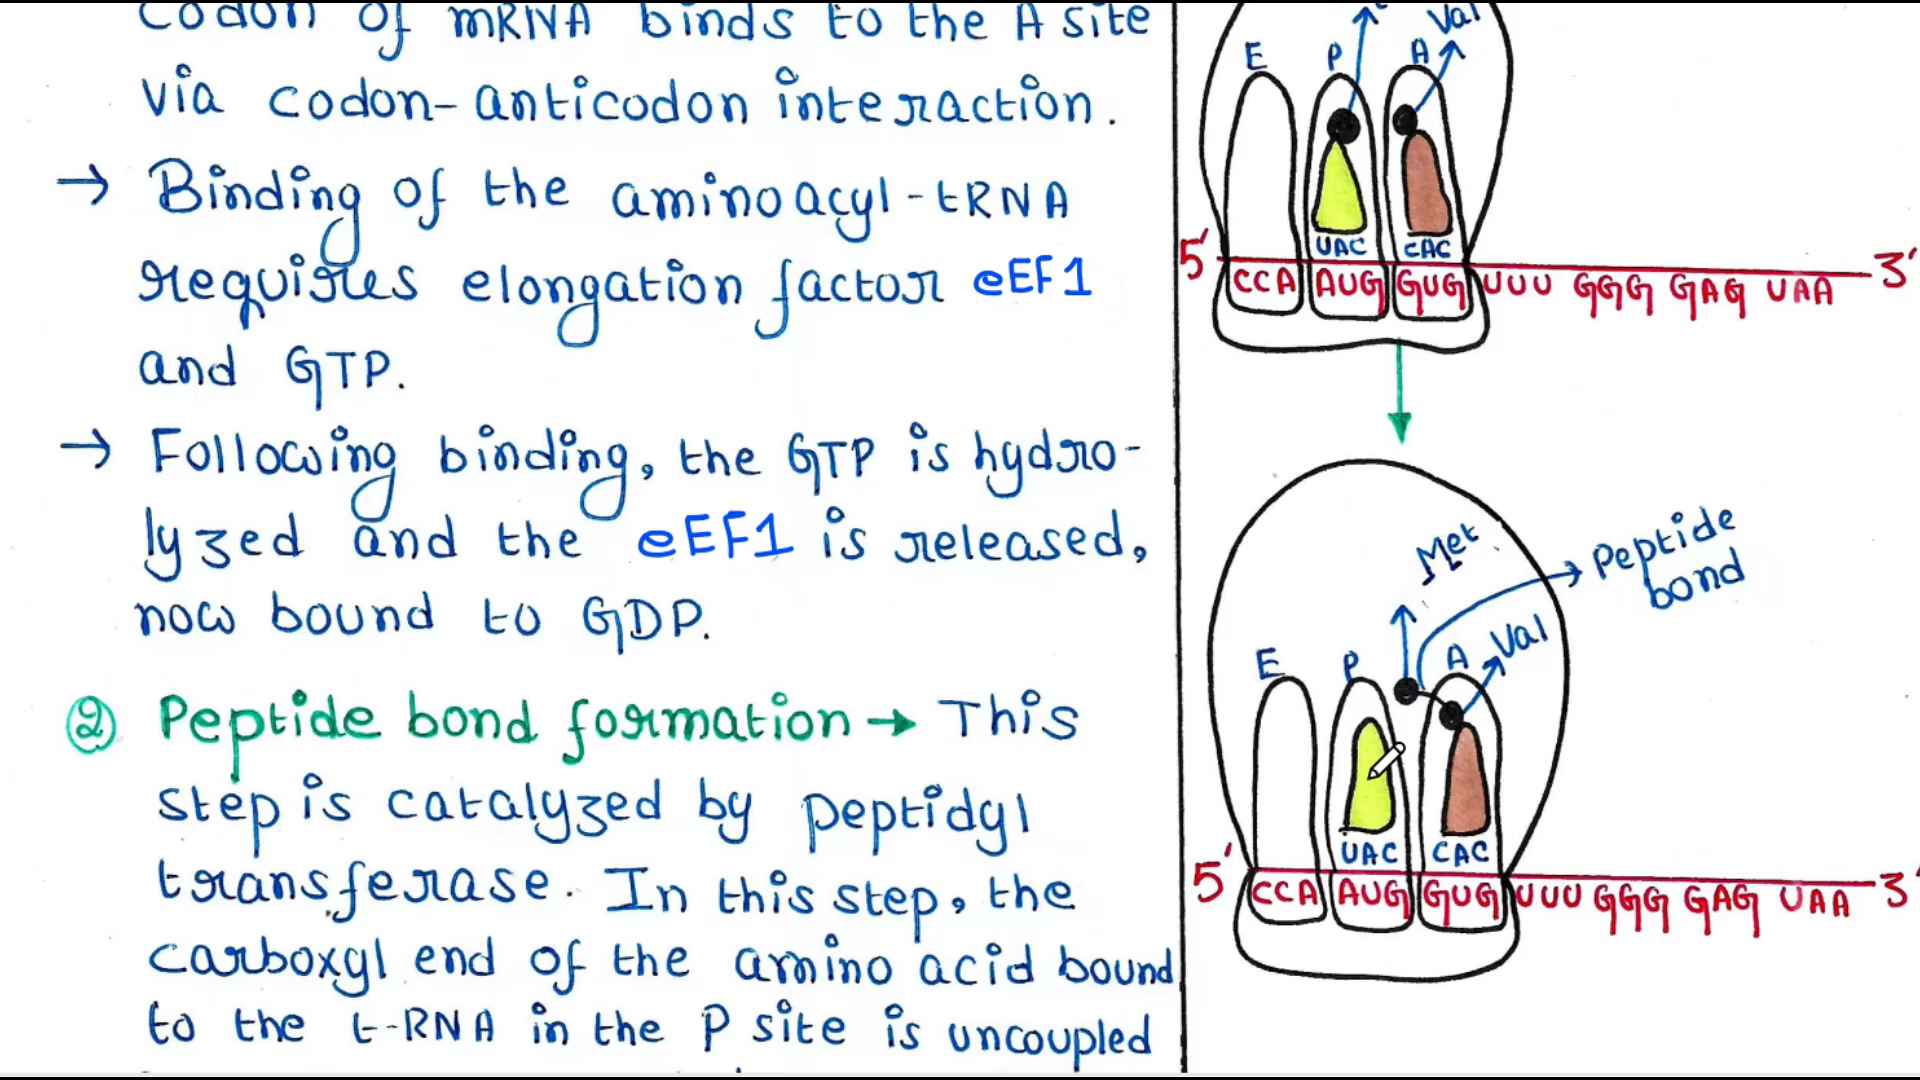 codon of mRNA binds to the A site
via codon-anticodon interaction.
→ Binding of the aminoacyl-tRNA
requires elongation factor eEF1
and GTP.
→ Following binding, the GTP is hydro-
lyzed and the eEF1 is released,
now bound to GDP.
② Peptide bond formation → This
step is catalyzed by peptidyl
transferase. In this step, the
carboxyl end of the amino acid bound
to the t-RNA in the P site is uncoupled
Val
E P A
UAC CAC
5' 3'
CCA AUG GUG UUU GGG GAG UAA
Met
Peptide
bond
Val
E P A
UAC CAC
5' 3'
CCA AUG GUG UUU GGG GAG UAA